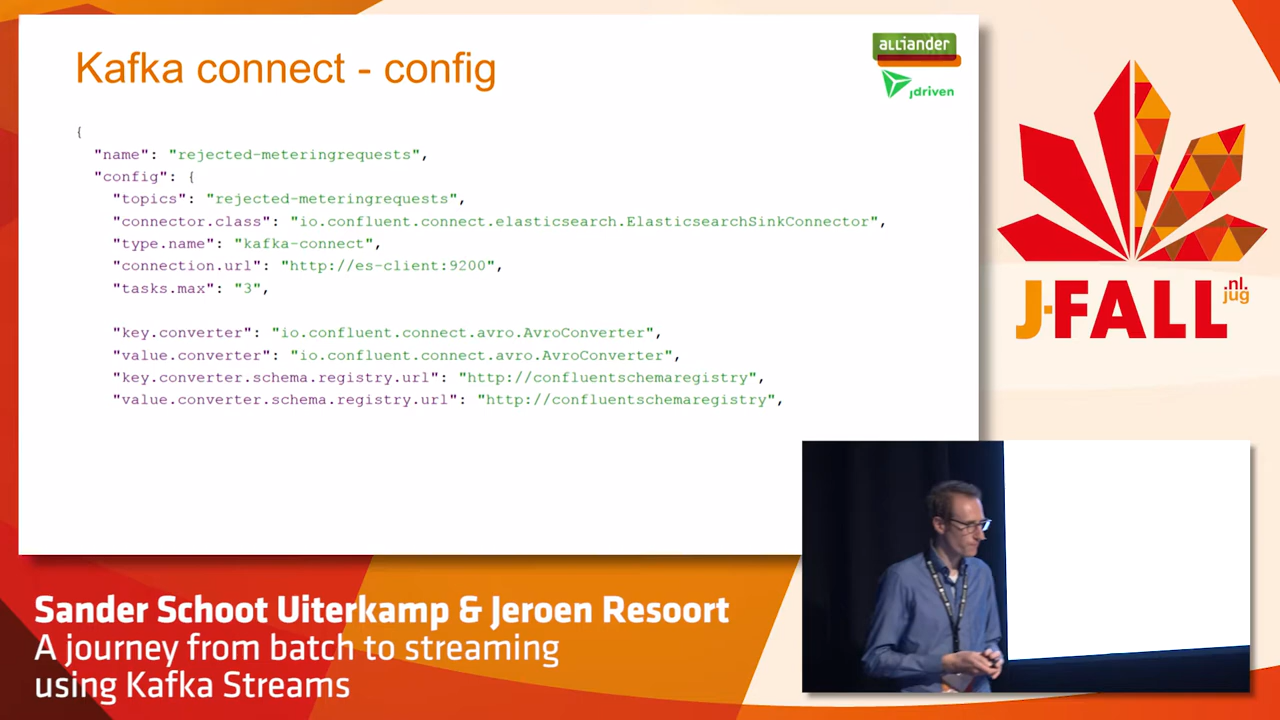 Kafka connect - config
alliander
jdriven
{
"name": "rejected-meteringrequests",
"config": {
"topics": "rejected-meteringrequests",
"connector.class": "io.confluent.connect.elasticsearch.ElasticsearchSinkConnector",
"type.name": "kafka-connect",
"connection.url": "http://es-client:9200",
"tasks.max": "3",
"key.converter": "io.confluent.connect.avro.AvroConverter",
"value.converter": "io.confluent.connect.avro.AvroConverter",
"key.converter.schema.registry.url": "http://confluentschemaregistry",
"value.converter.schema.registry.url": "http://confluentschemaregistry",
J-FALL
.nl.
jug
Sander Schoot Uiterkamp & Jeroen Resoort
A journey from batch to streaming
using Kafka Streams